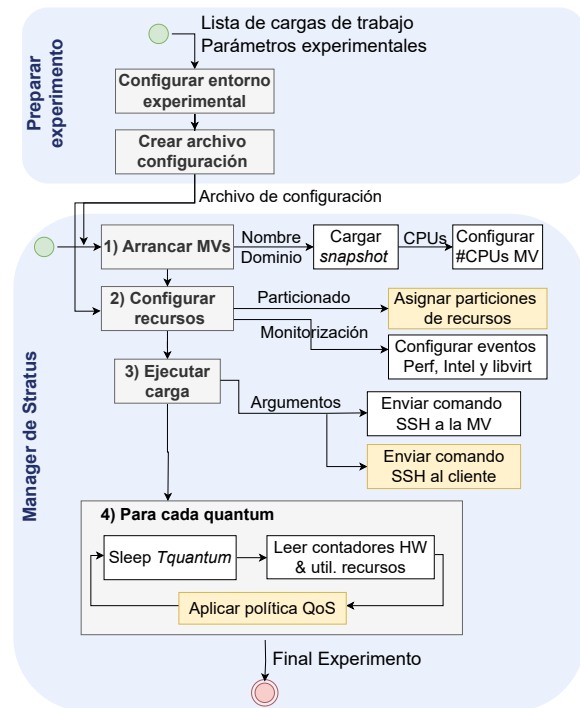 Lista de cargas de trabajo
Parámetros experimentales
Preparar
experimento
Configurar entorno
experimental
Crear archivo
configuración
Archivo de configuración
Manager de Stratus
1) Arrancar MVs
Nombre
Dominio
Cargar
snapshot
CPUs
Configurar
#CPUs MV
2) Configurar
recursos
Particionado
Asignar particiones
de recursos
Monitorización
Configurar eventos
Perf, Intel y libvirt
3) Ejecutar
carga
Argumentos
Enviar comando
SSH a la MV
Enviar comando
SSH al cliente
4) Para cada quantum
Sleep Tquantum
Leer contadores HW
& util. recursos
Aplicar política QoS
Final Experimento